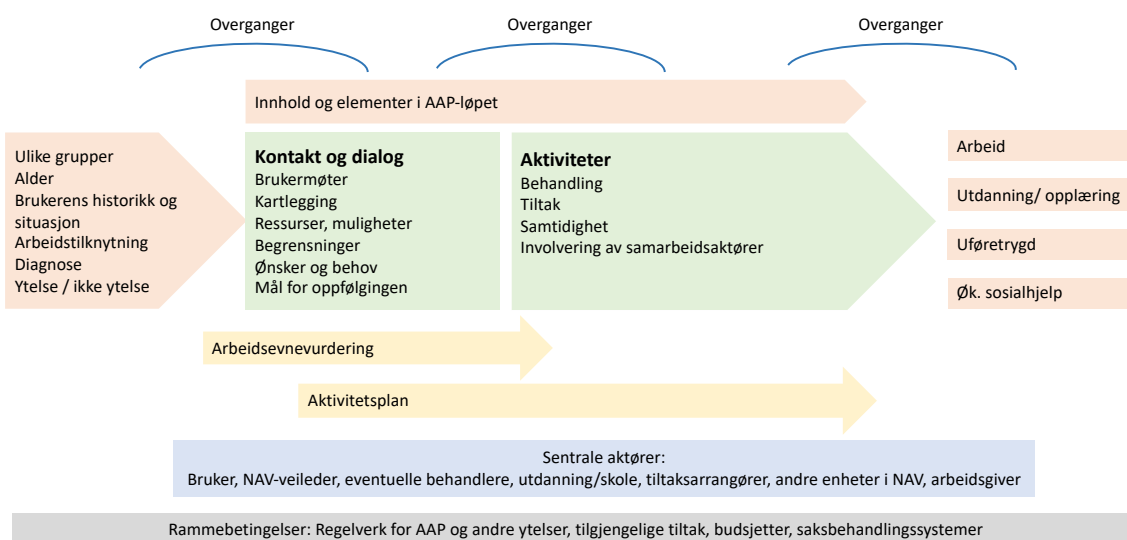 Overganger
Overganger
Overganger
Innhold og elementer i AAP-løpet
Ulike grupper
Alder
Brukerens historikk og
situasjon
Arbeidstilknytning
Diagnose
Ytelse / ikke ytelse
Kontakt og dialog
Brukermøter
Kartlegging
Ressurser, muligheter
Begrensninger
Ønsker og behov
Mål for oppfølgingen
Aktiviteter
Behandling
Tiltak
Samtidighet
Involvering av samarbeidsaktører
Arbeid
Utdanning/ opplæring
Uføretrygd
Øk. sosialhjelp
Arbeidsevnevurdering
Aktivitetsplan
Sentrale aktører:
Bruker, NAV-veileder, eventuelle behandlere, utdanning/skole, tiltaksarrangører, andre enheter i NAV, arbeidsgiver
Rammebetingelser: Regelverk for AAP og andre ytelser, tilgjengelige tiltak, budsjetter, saksbehandlingssystemer